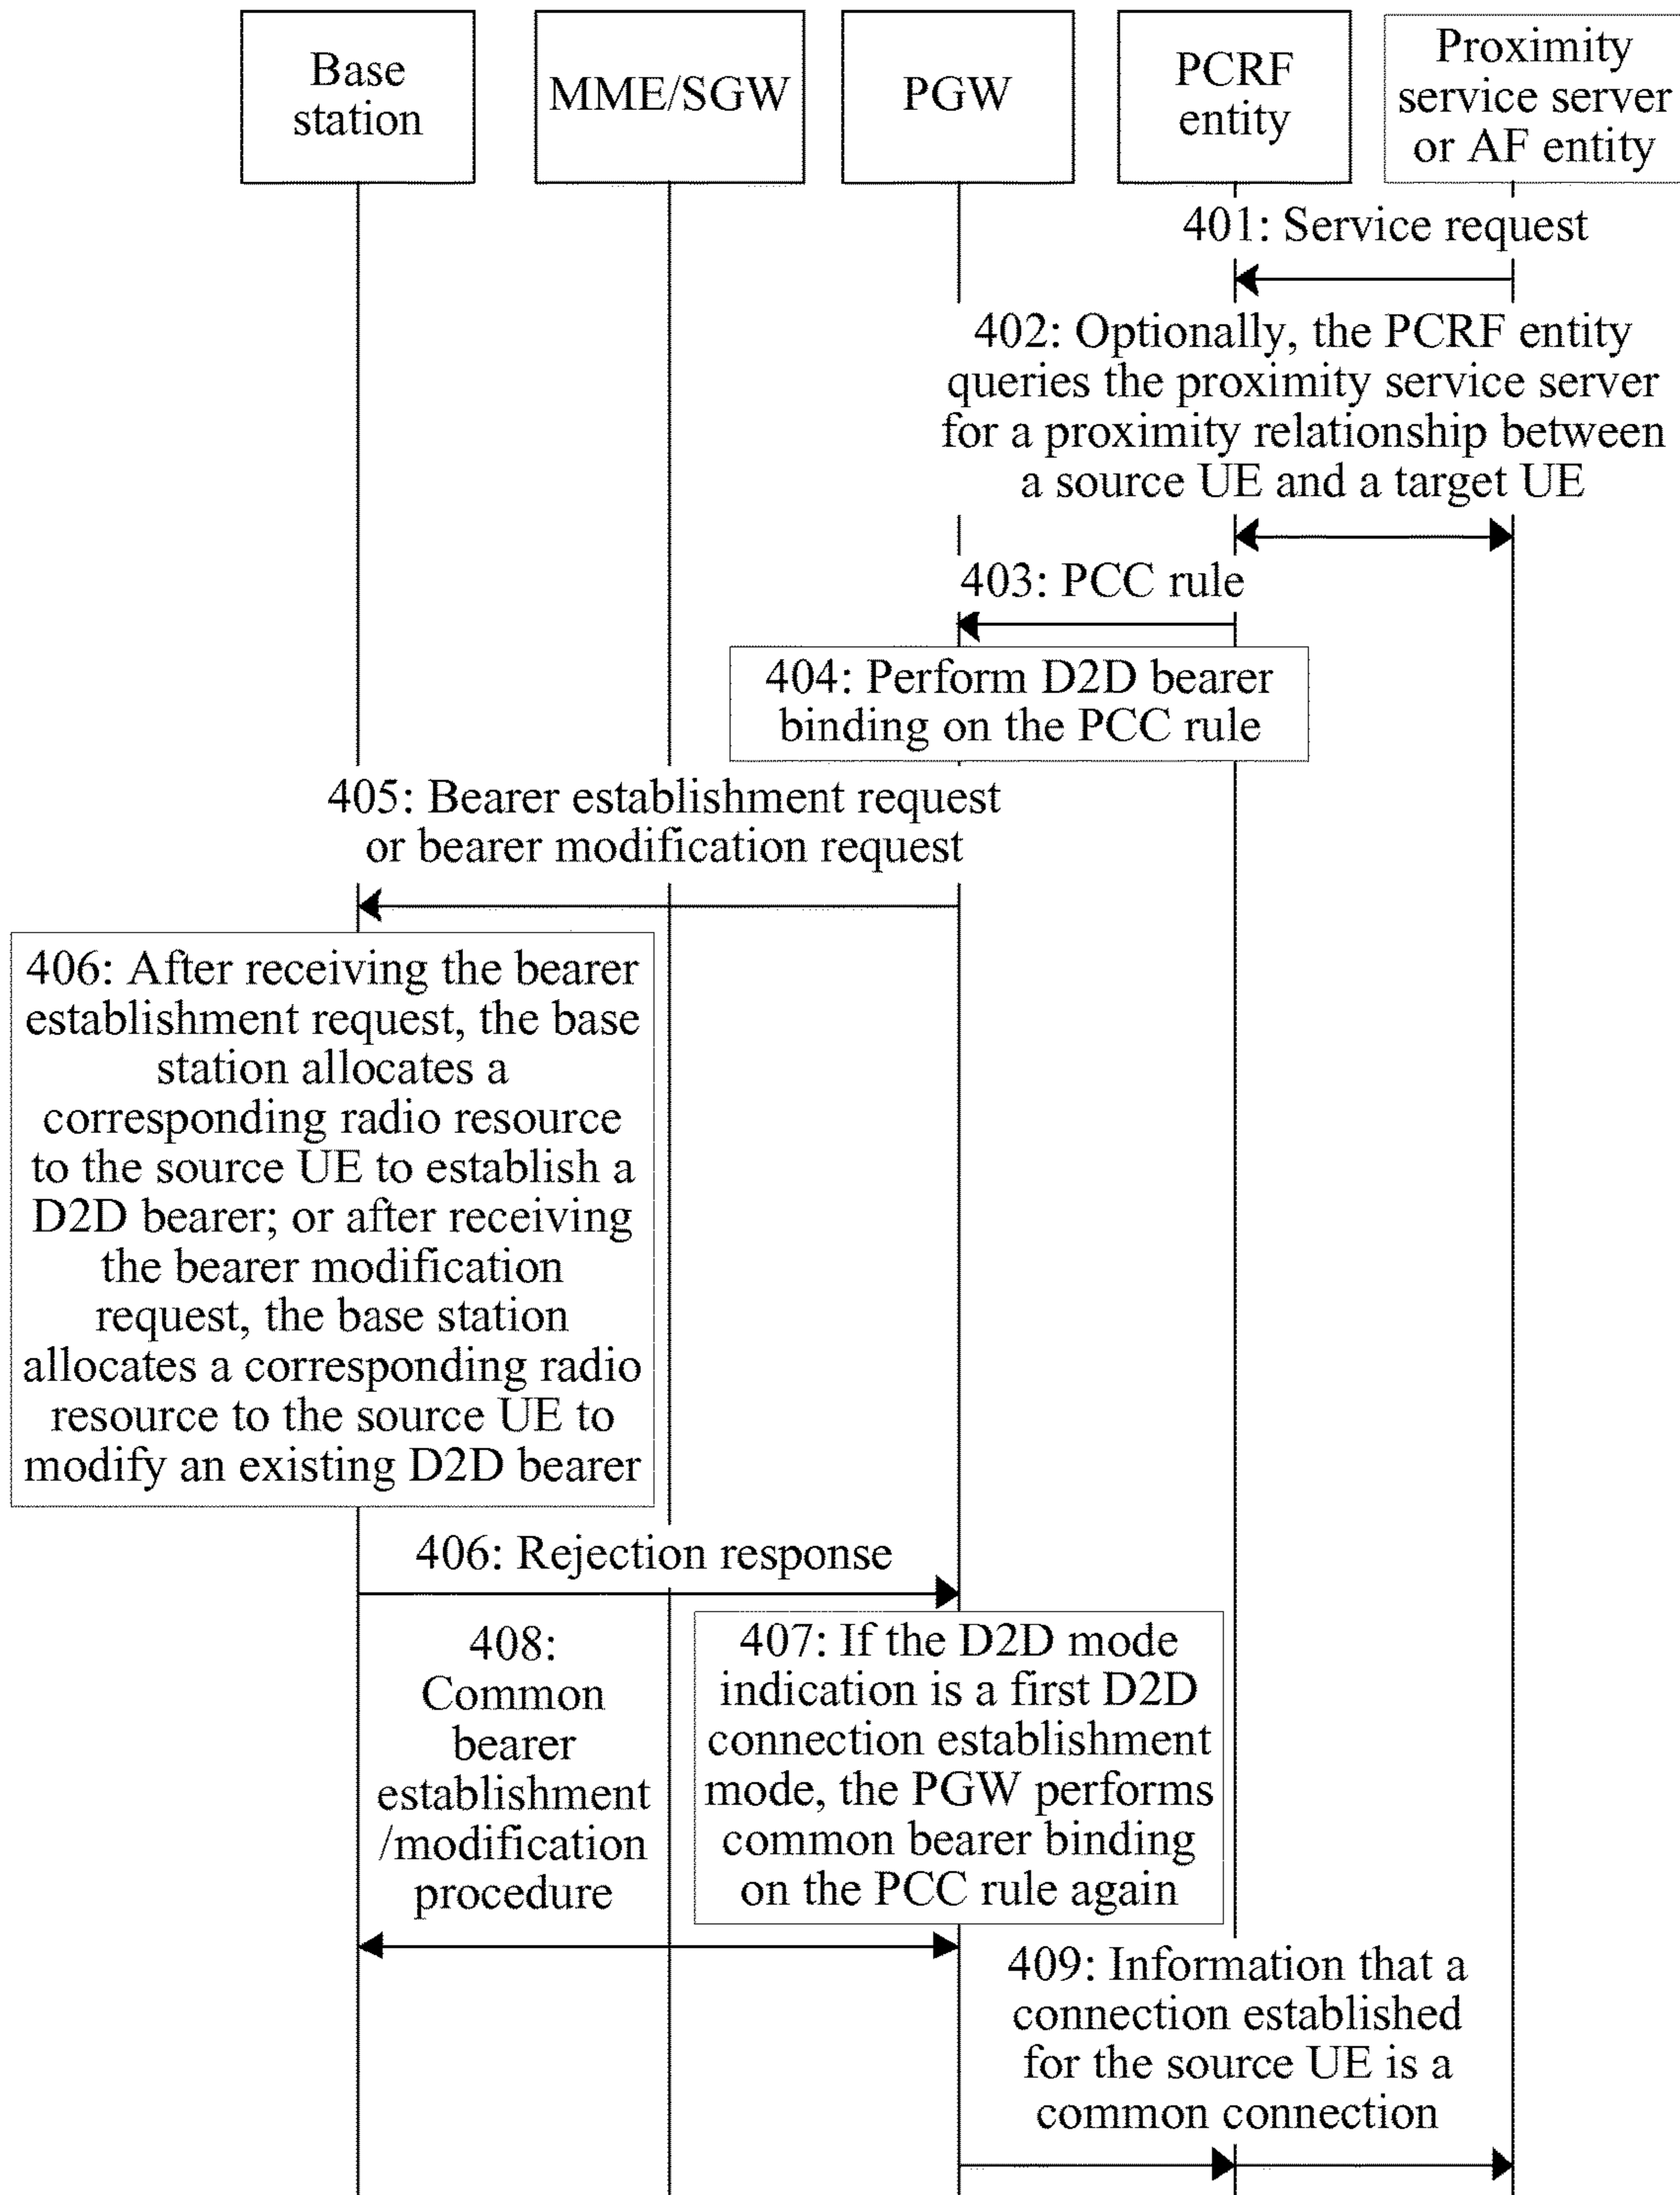 Base
station
MME/SGW
PGW
PCRF
entity
Proximity
service server
or AF entity
401: Service request
402: Optionally, the PCRF entity
queries the proximity service server
for a proximity relationship between
a source UE and a target UE
403: PCC rule
404: Perform D2D bearer
binding on the PCC rule
405: Bearer establishment request
or bearer modification request
406: After receiving the bearer
establishment request, the base
station allocates a
corresponding radio resource
to the source UE to establish a
D2D bearer; or after receiving
the bearer modification
request, the base station
allocates a corresponding radio
resource to the source UE to
modify an existing D2D bearer
406: Rejection response
408:
Common
bearer
establishment
/modification
procedure
407: If the D2D mode
indication is a first D2D
connection establishment
mode, the PGW performs
common bearer binding
on the PCC rule again
409: Information that a
connection established
for the source UE is a
common connection